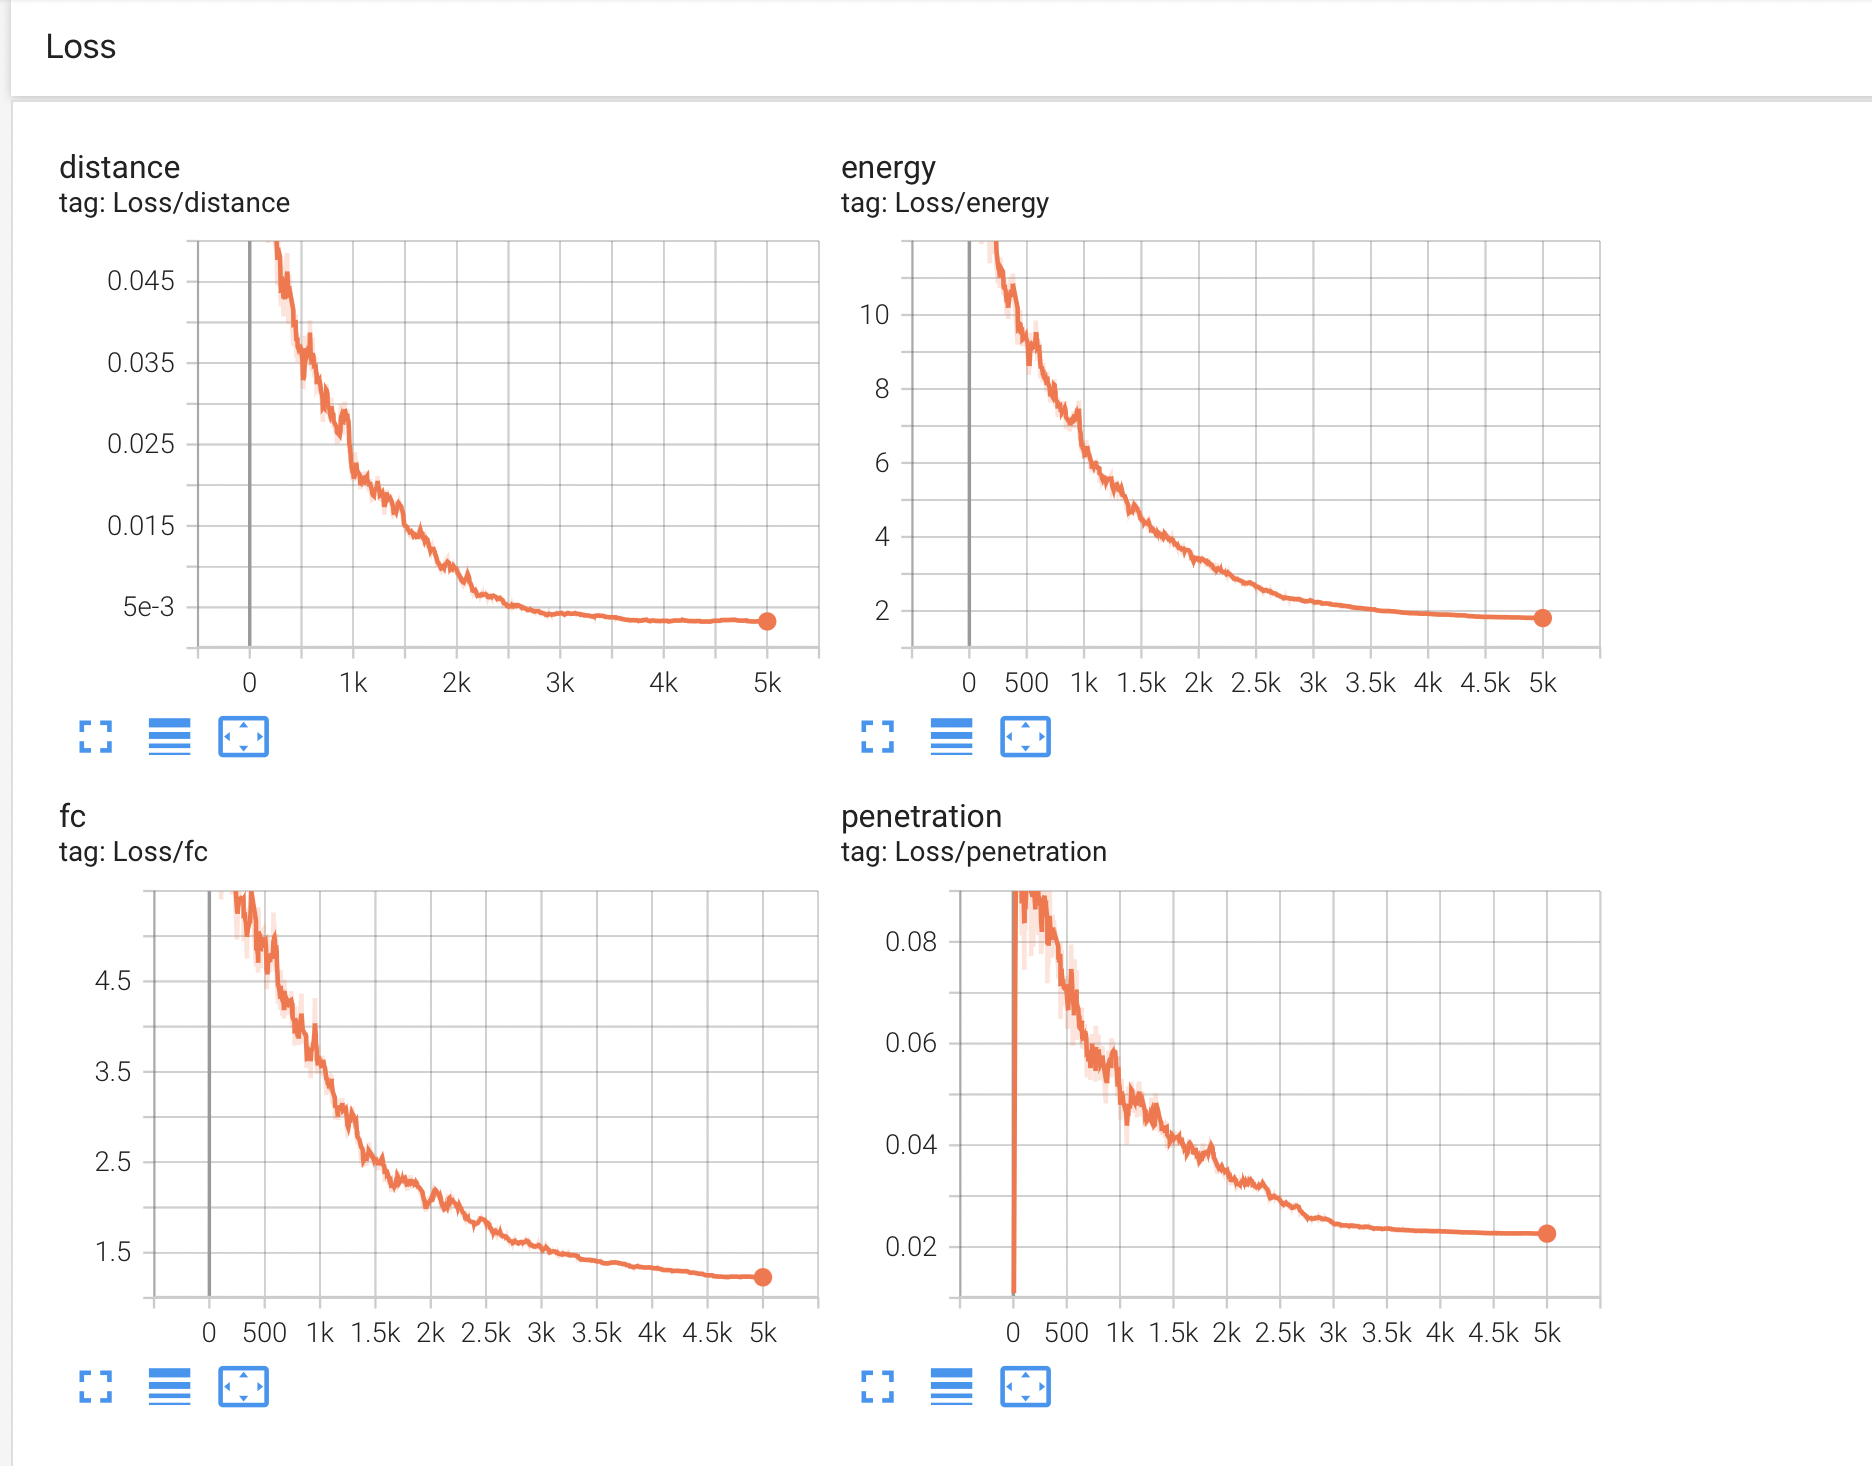 Loss
distance
tag: Loss/distance
0.045
0.035
0.025
0.015
5e-3
0 1k 2k 3k 4k 5k
energy
tag: Loss/energy
10
8
6
4
2
0 500 1k 1.5k 2k 2.5k 3k 3.5k 4k 4.5k 5k
fc
tag: Loss/fc
4.5
3.5
2.5
1.5
0 500 1k 1.5k 2k 2.5k 3k 3.5k 4k 4.5k 5k
penetration
tag: Loss/penetration
0.08
0.06
0.04
0.02
0 500 1k 1.5k 2k 2.5k 3k 3.5k 4k 4.5k 5k